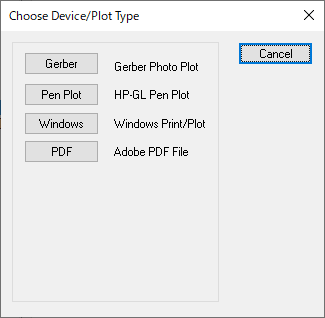 Choose Device/Plot Type
Gerber Gerber Photo Plot
Cancel
Pen Plot HP-GL Pen Plot
Windows Windows Print/Plot
PDF Adobe PDF File